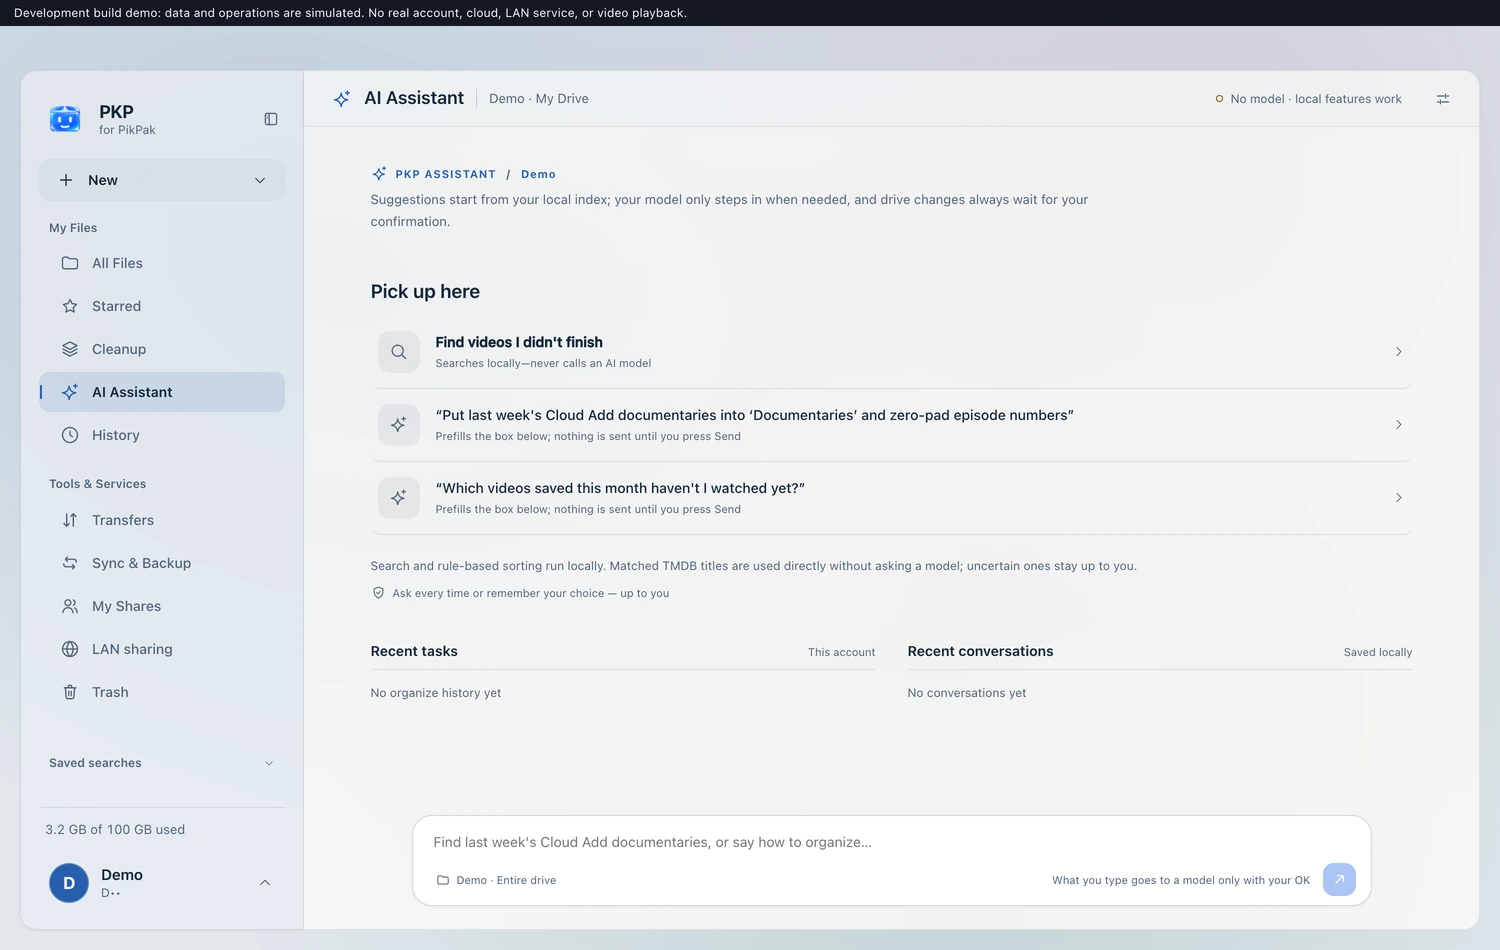 Development build demo: data and operations are simulated. No real account, cloud, LAN service, or video playback.
PKP
for PikPak
New
My Files
All Files
Starred
Cleanup
AI Assistant
History
Tools & Services
Transfers
Sync & Backup
My Shares
LAN sharing
Trash
Saved searches
3.2 GB of 100 GB used
D
Demo
D••
AI Assistant
Demo · My Drive
No model · local features work
PKP ASSISTANT / Demo
Suggestions start from your local index; your model only steps in when needed, and drive changes always wait for your
confirmation.
Pick up here
Find videos I didn't finish
Searches locally—never calls an AI model
“Put last week's Cloud Add documentaries into ‘Documentaries’ and zero-pad episode numbers”
Prefills the box below; nothing is sent until you press Send
“Which videos saved this month haven't I watched yet?”
Prefills the box below; nothing is sent until you press Send
Search and rule-based sorting run locally. Matched TMDB titles are used directly without asking a model; uncertain ones stay up to you.
Ask every time or remember your choice — up to you
Recent tasks
This account
No organize history yet
Recent conversations
Saved locally
No conversations yet
Find last week's Cloud Add documentaries, or say how to organize...
Demo · Entire drive
What you type goes to a model only with your OK